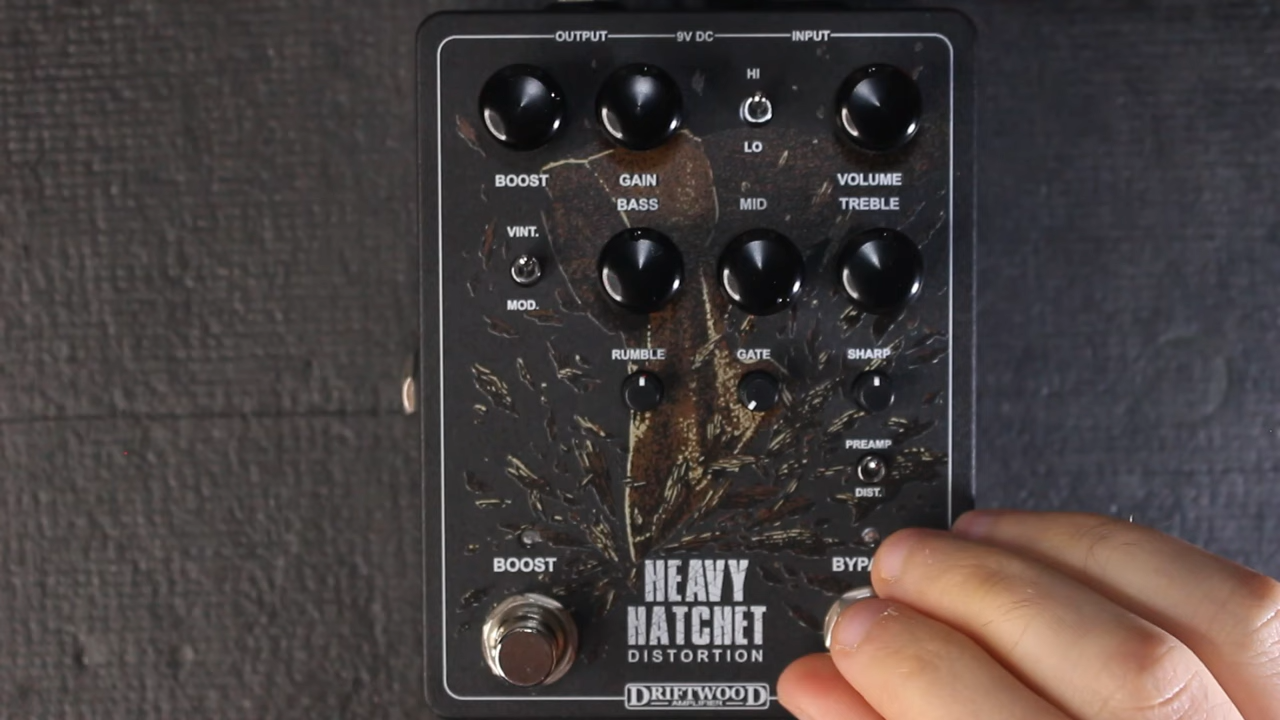 OUTPUT 9V DC INPUT
HI
LO
BOOST GAIN VOLUME
BASS MID TREBLE
VINT.
MOD.
RUMBLE GATE SHARP
PREAMP
DIST.
BOOST
HEAVY
HATCHET
DISTORTION
DRIFTWOOD
AMPLIFIER